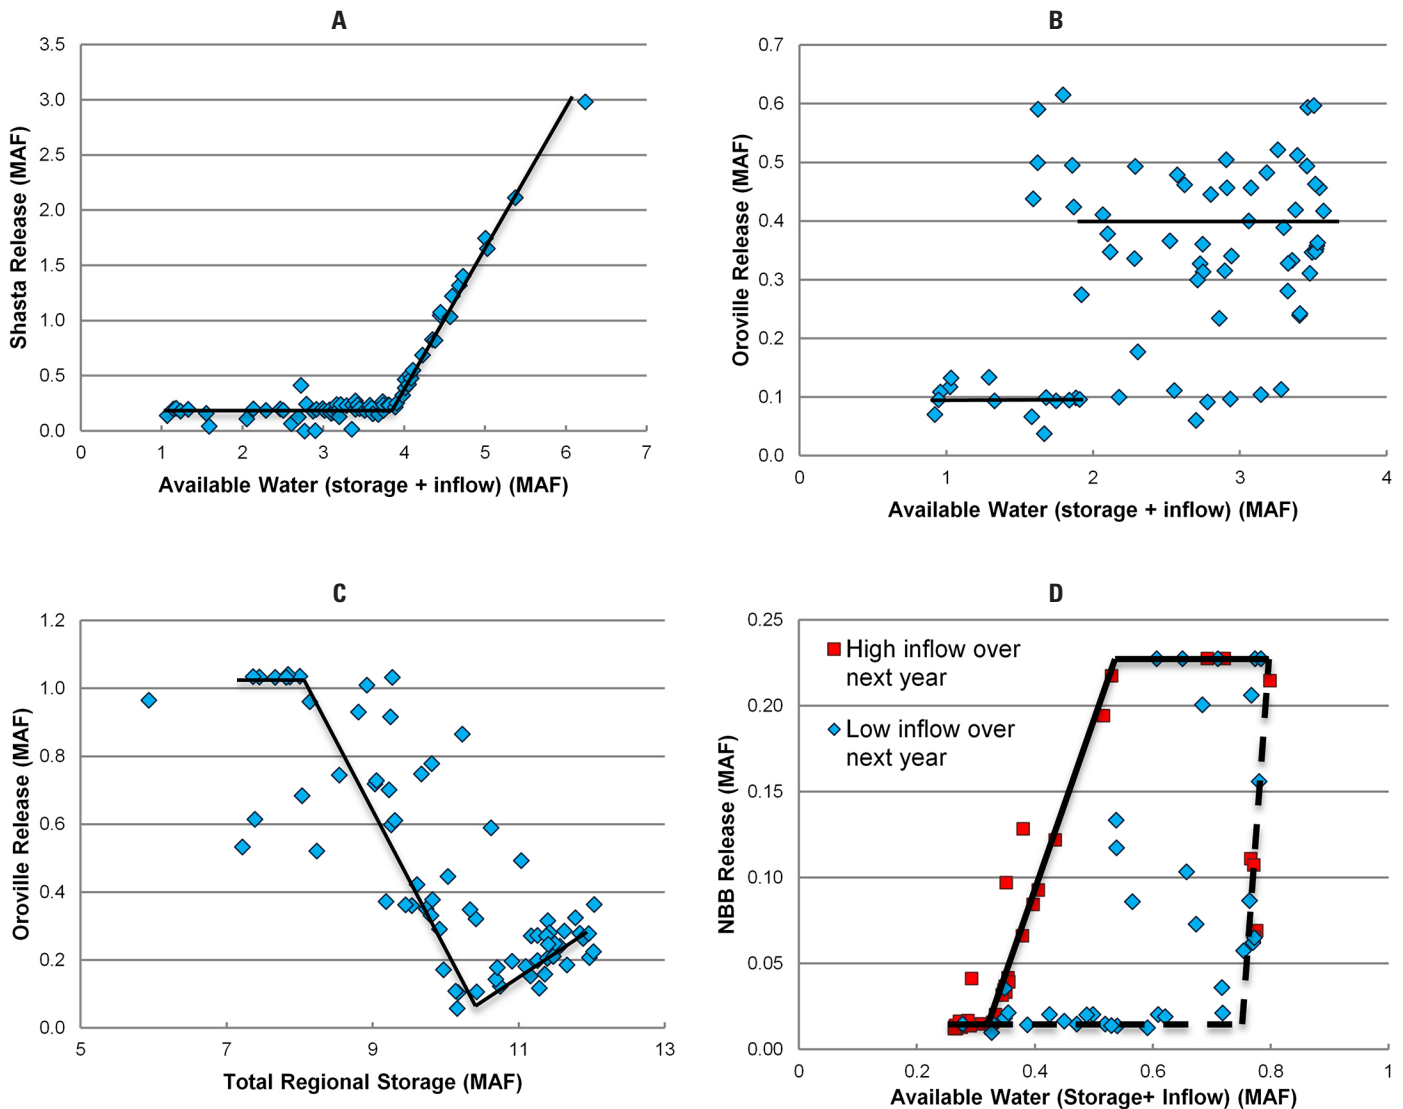 A
3.5
3.0
2.5
2.0
1.5
1.0
0.5
0.0
Shasta Release (MAF)
0 1 2 3 4 5 6 7
Available Water (storage + inflow) (MAF)
B
0.7
0.6
0.5
0.4
0.3
0.2
0.1
0.0
Oroville Release (MAF)
0 1 2 3 4
Available Water (storage + inflow) (MAF)
C
1.2
1.0
0.8
0.6
0.4
0.2
0.0
Oroville Release (MAF)
5 7 9 11 13
Total Regional Storage (MAF)
D
0.25
0.20
0.15
0.10
0.05
0.00
NBB Release (MAF)
High inflow over
next year
Low inflow over
next year
0 0.2 0.4 0.6 0.8 1
Available Water (Storage+ Inflow) (MAF)